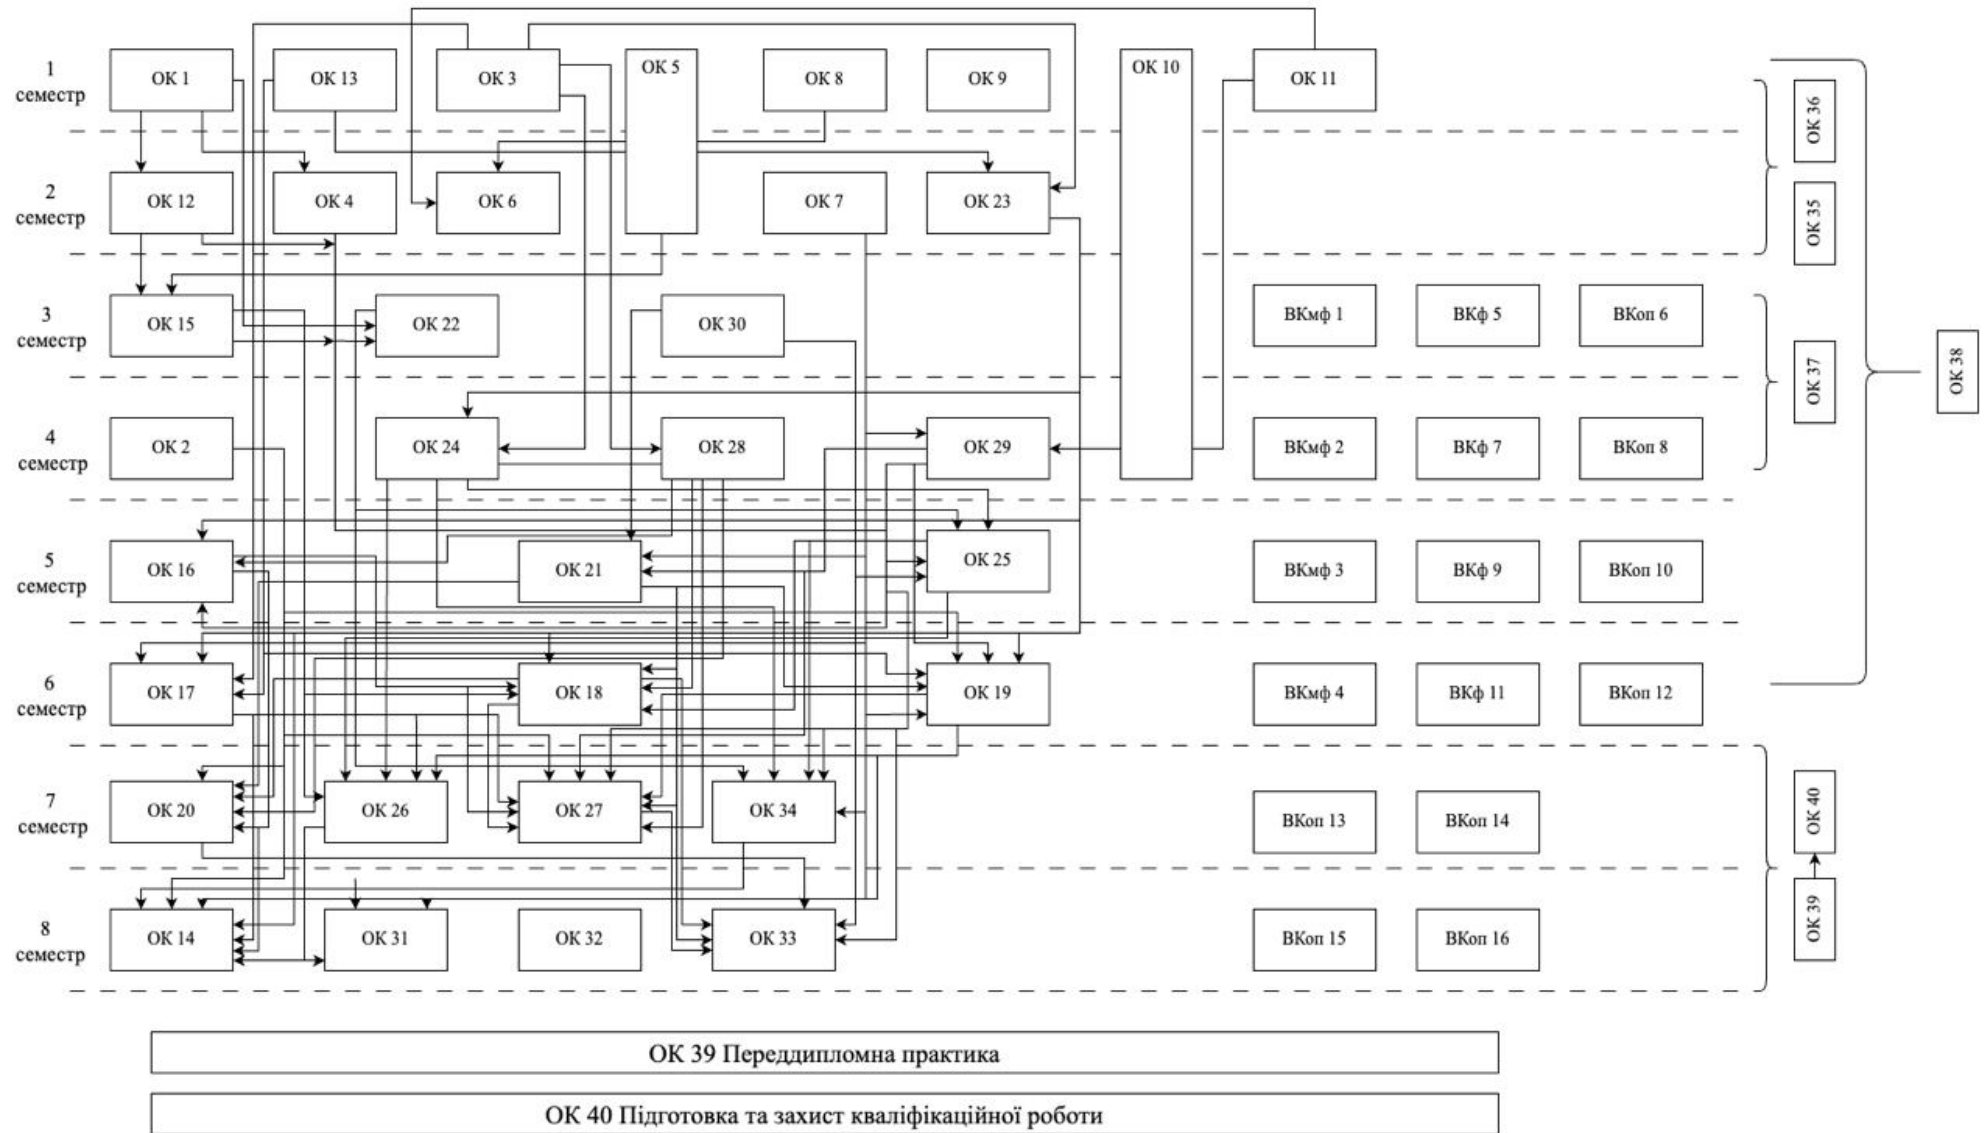 1
семестр
ОК 1
ОК 13
ОК 3
ОК 5
ОК 8
ОК 9
ОК 10
ОК 11
ОК 36
2
семестр
ОК 12
ОК 4
ОК 6
ОК 7
ОК 23
ОК 35
3
семестр
ОК 15
ОК 22
ОК 30
ВКмф 1
ВКф 5
ВКоп 6
ОК 37
ОК 38
4
семестр
ОК 2
ОК 24
ОК 28
ОК 29
ВКмф 2
ВКф 7
ВКоп 8
5
семестр
ОК 16
ОК 21
ОК 25
ВКмф 3
ВКф 9
ВКоп 10
6
семестр
ОК 17
ОК 18
ОК 19
ВКмф 4
ВКф 11
ВКоп 12
7
семестр
ОК 20
ОК 26
ОК 27
ОК 34
ВКоп 13
ВКоп 14
ОК 40
8
семестр
ОК 14
ОК 31
ОК 32
ОК 33
ВКоп 15
ВКоп 16
ОК 39
ОК 39 Переддипломна практика
ОК 40 Підготовка та захист кваліфікаційної роботи